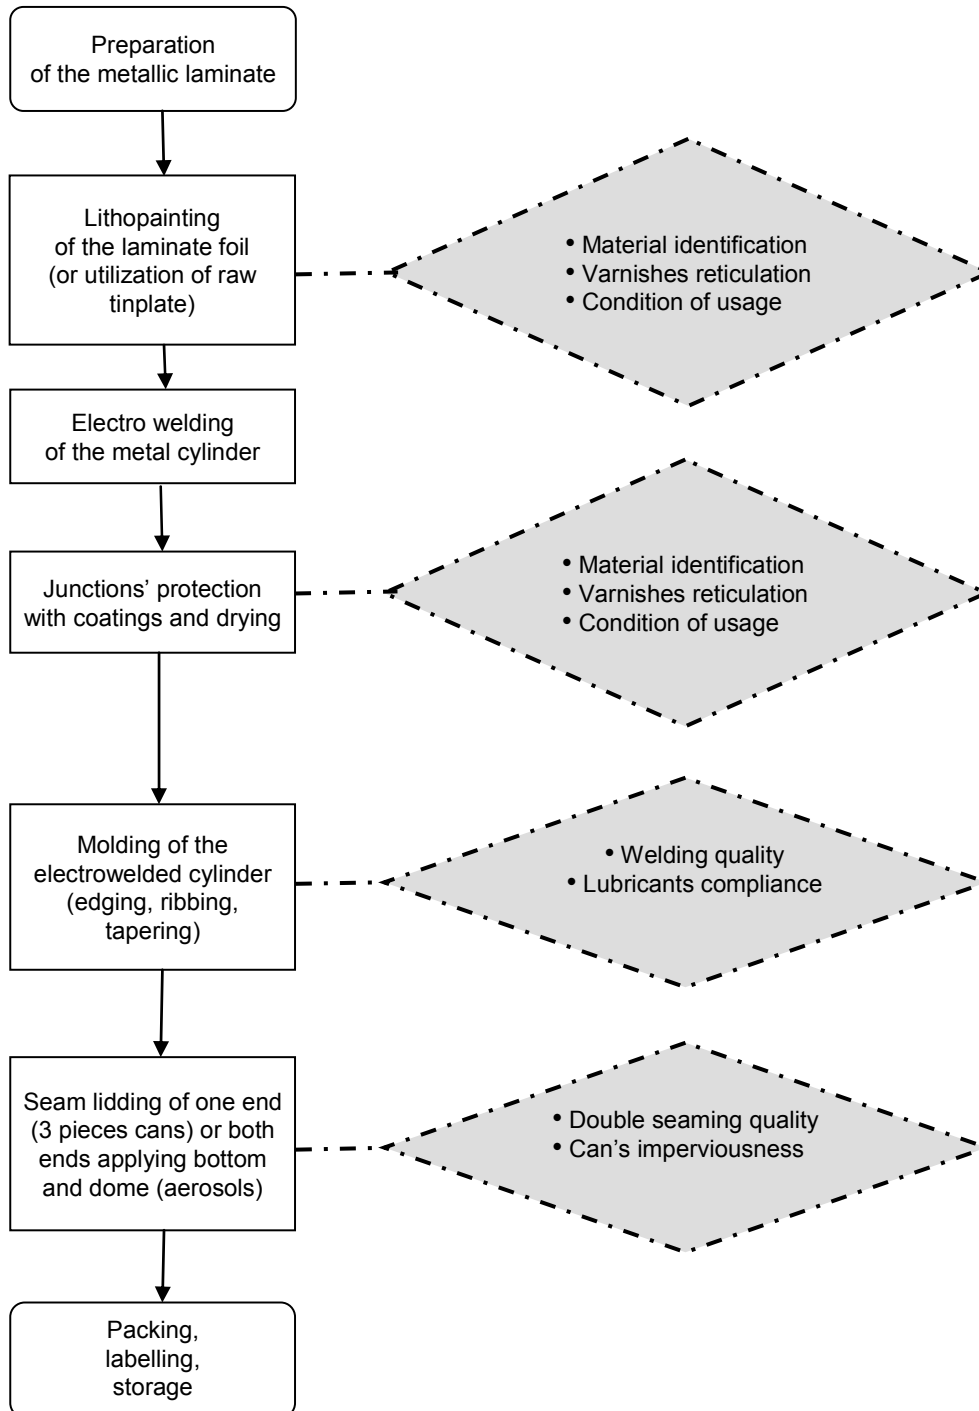 Preparation
of the metallic laminate
Lithopainting
of the laminate foil
(or utilization of raw
tinplate)
• Material identification
• Varnishes reticulation
• Condition of usage
Electro welding
of the metal cylinder
Junctions’ protection
with coatings and drying
• Material identification
• Varnishes reticulation
• Condition of usage
Molding of the
electrowelded cylinder
(edging, ribbing,
tapering)
• Welding quality
• Lubricants compliance
Seam lidding of one end
(3 pieces cans) or both
ends applying bottom
and dome (aerosols)
• Double seaming quality
• Can’s imperviousness
Packing,
labelling,
storage